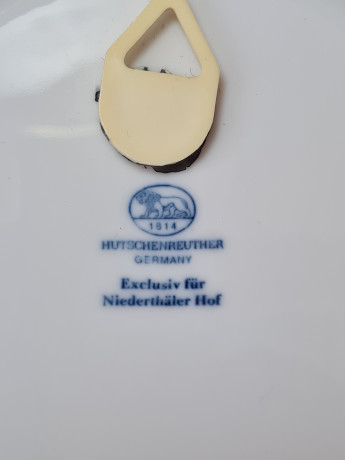 1814
HUTSCHENREUTHER
GERMANY
Exclusiv für
Niederthäler Hof